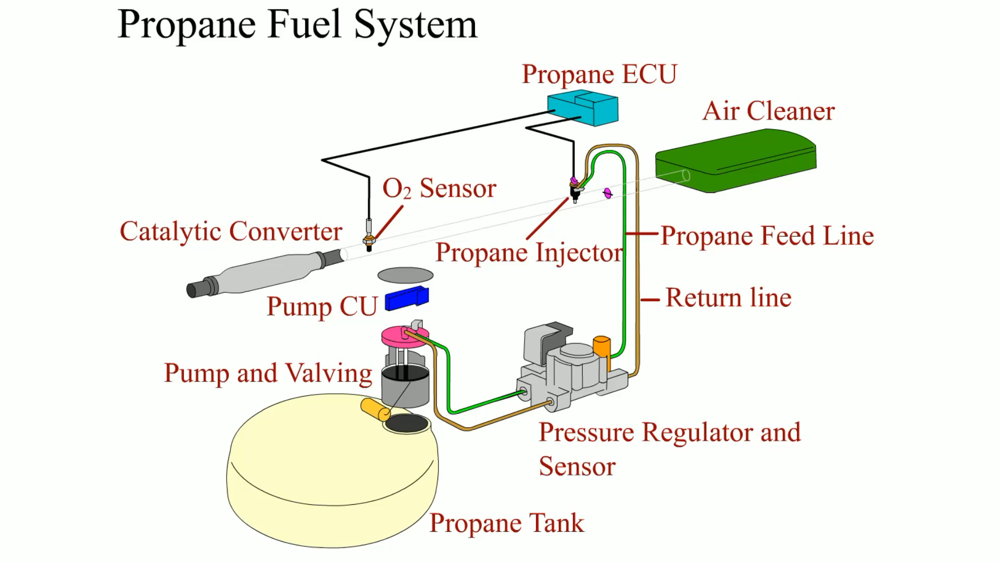 Propane Fuel System
Propane ECU
Air Cleaner
O₂ Sensor
Catalytic Converter
Propane Injector
Propane Feed Line
Pump CU
Return line
Pump and Valving
Pressure Regulator and
Sensor
Propane Tank